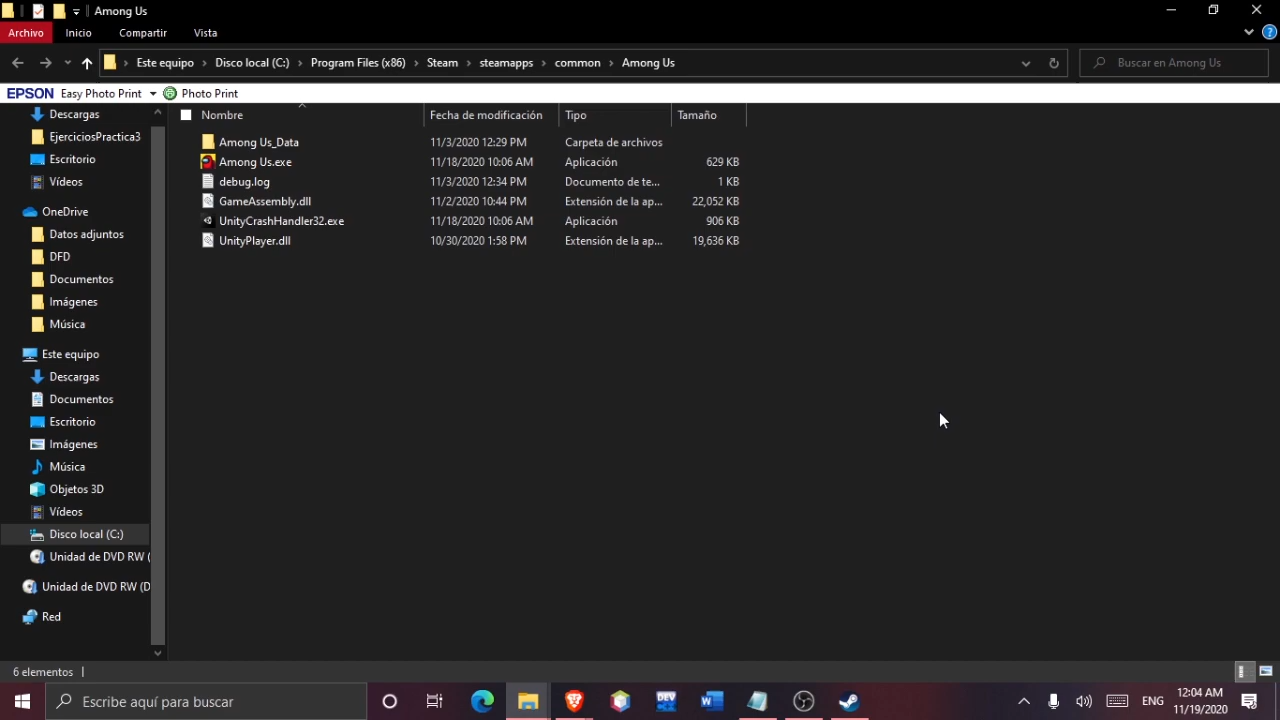 Among Us
Archivo Inicio Compartir Vista
Este equipo Disco local (C:) Program Files (x86) Steam steamapps common Among Us Buscar en Among Us
EPSON Easy Photo Print Photo Print
Descargas
EjerciciosPractica3
Escritorio
Vídeos
OneDrive
Datos adjuntos
DFD
Documentos
Imágenes
Música
Este equipo
Descargas
Documentos
Escritorio
Imágenes
Música
Objetos 3D
Vídeos
Disco local (C:)
Unidad de DVD RW (
Unidad de DVD RW (D
Red
Nombre Fecha de modificación Tipo Tamaño
Among Us_Data 11/3/2020 12:29 PM Carpeta de archivos
Among Us.exe 11/18/2020 10:06 AM Aplicación 629 KB
debug.log 11/3/2020 12:34 PM Documento de te... 1 KB
GameAssembly.dll 11/2/2020 10:44 PM Extensión de la ap... 22,052 KB
UnityCrashHandler32.exe 11/18/2020 10:06 AM Aplicación 906 KB
UnityPlayer.dll 10/30/2020 1:58 PM Extensión de la ap... 19,636 KB
6 elementos
Escribe aquí para buscar
DEV
ENG
12:04 AM
11/19/2020